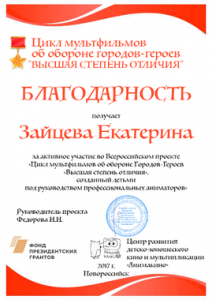 Цикл мультфильмов
об обороне городов-героев
"ВЫСШАЯ СТЕПЕНЬ ОТЛИЧИЯ"
БЛАГОДАРНОСТЬ
получает
Зайцева Екатерина
за активное участие во Всероссийском проекте
«Цикл мультфильмов об обороне Городов-Героев
«Высшая степень отличия»,
созданный детьми
под руководством профессиональных аниматоров»
Руководитель проекта
Федорова Н.Н.
ФОНД
ПРЕЗИДЕНТСКИХ
ГРАНТОВ
Центр развития
детско-юношеского
кино и мультипликации
«Анимакино»
2017 г.
Новороссийск